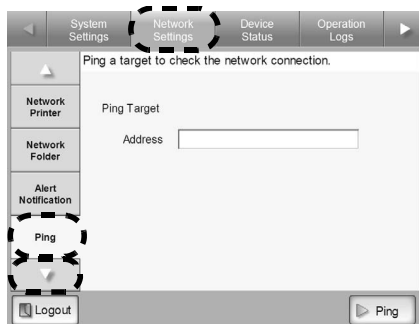 System
Settings
Network
Settings
Device
Status
Operation
Logs
Ping a target to check the network connection.
Network
Printer
Network
Folder
Alert
Notification
Ping
Ping Target
Address
Logout
Ping